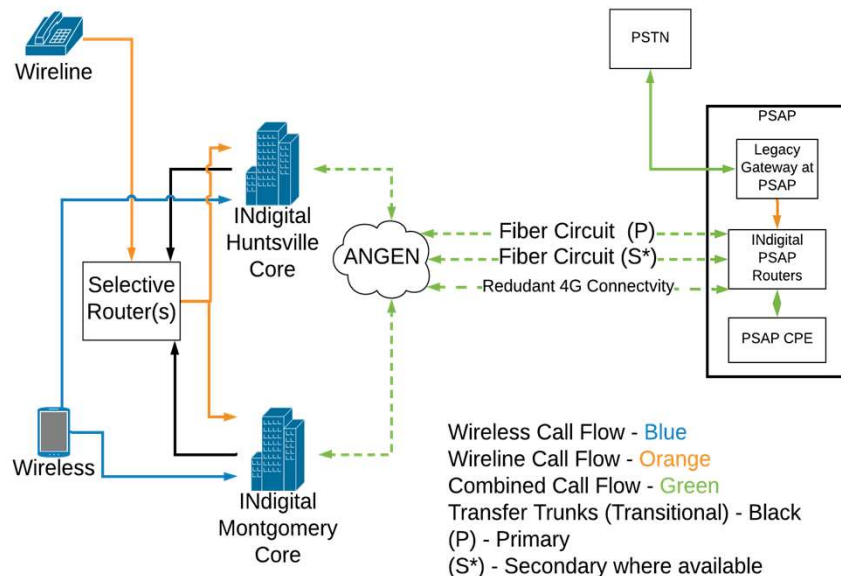 Wireline
PSTN
PSAP
Legacy
Gateway at
PSAP
INdigital
Huntsville
Core
ANGEN
Fiber Circuit  (P)
Fiber Circuit (S*)
Redudant 4G Connectvity
INdigital
PSAP
Routers
Selective
Router(s)
PSAP CPE
Wireless
INdigital
Montgomery
Core
Wireless Call Flow - Blue
Wireline Call Flow - Orange
Combined Call Flow - Green
Transfer Trunks (Transitional) - Black
(P) - Primary
(S*) - Secondary where available